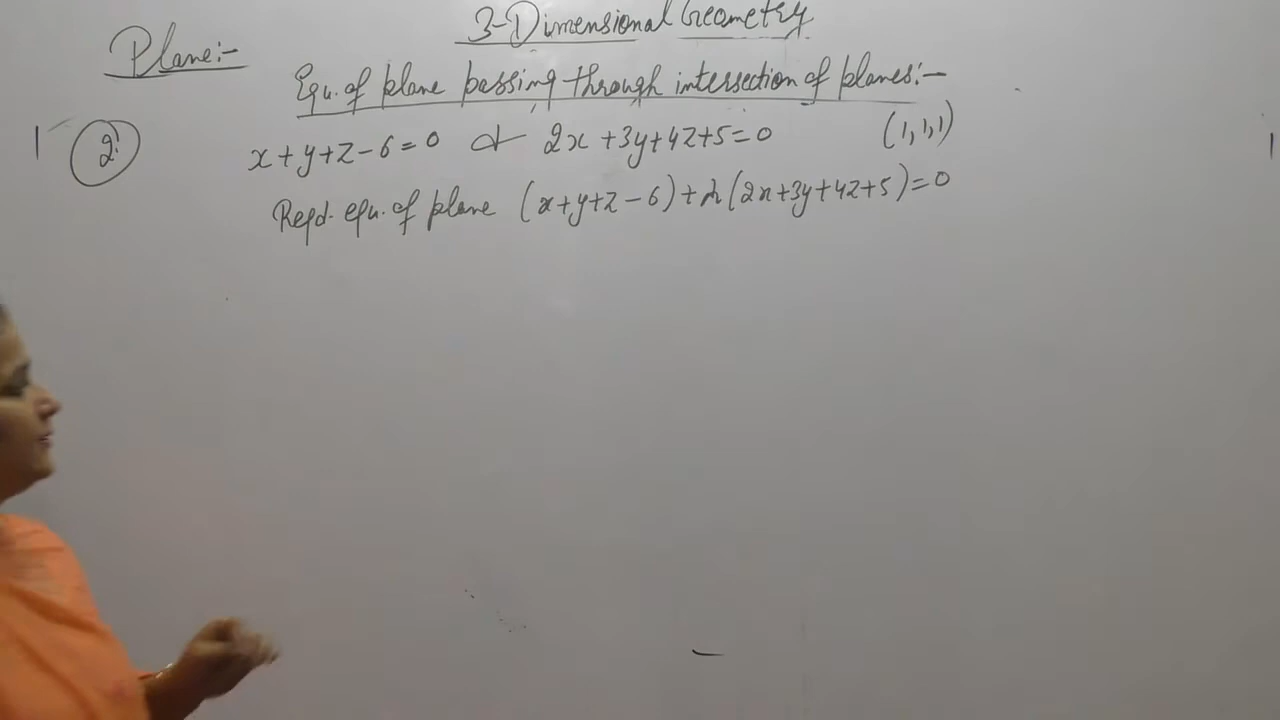 3-Dimensional Geometry
Plane:-
Equ. of plane passing through intersection of planes:-
2: x+y+z-6=0 & 2x+3y+4z+5=0 (1,1,1)
Reqd. equ. of plane (x+y+z-6)+λ(2x+3y+4z+5)=0